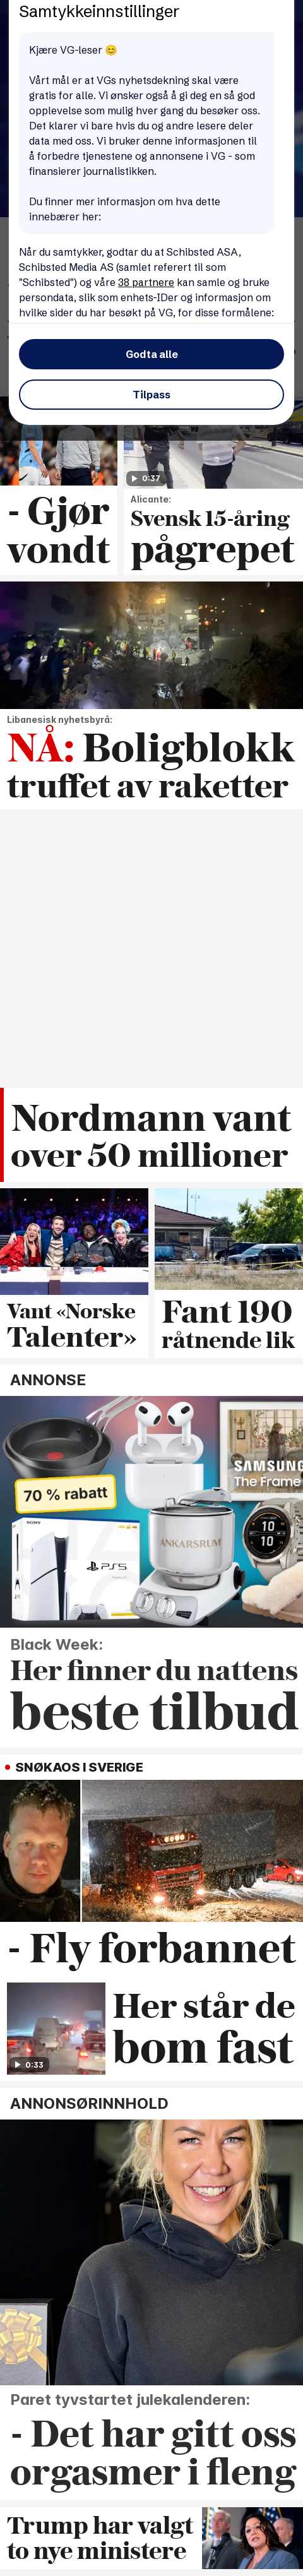 Samtykkeinnstillinger
Kjære VG-leser 😊
Vårt mål er at VGs nyhetsdekning skal være
gratis for alle. Vi ønsker også å gi deg en så god
opplevelse som mulig hver gang du besøker oss.
Det klarer vi bare hvis du og andre lesere deler
data med oss. Vi bruker denne informasjonen til
å forbedre tjenestene og annonsene i VG - som
finansierer journalistikken.
Du finner mer informasjon om hva dette
innebærer her:
Når du samtykker, godtar du at Schibsted ASA,
Schibsted Media AS (samlet referert til som
"Schibsted") og våre 38 partnere kan samle og bruke
persondata, slik som enhets-IDer og informasjon om
hvilke sider du har besøkt på VG, for disse formålene:
Godta alle
Tilpass
- Gjør
vondt
0:37
Alicante:
Svensk 15-åring
pågrepet
Libanesisk nyhetsbyrå:
NÅ: Boligblokk
truffet av raketter
Nordmann vant
over 50 millioner
Vant «Norske
Talenter»
Fant 190
råtnende lik
ANNONSE
70 % rabatt
SAMSUNG
The Frame
SONY
PS5
ANKARSRUM
10
10
Black Week:
Her finner du nattens
beste tilbud
SNØKAOS I SVERIGE
- Fly forbannet
0:33
Her står de
bom fast
ANNONSØRINNHOLD
Paret tyvstartet julekalenderen:
- Det har gitt oss
orgasmer i fleng
Trump har valgt
to nye ministere